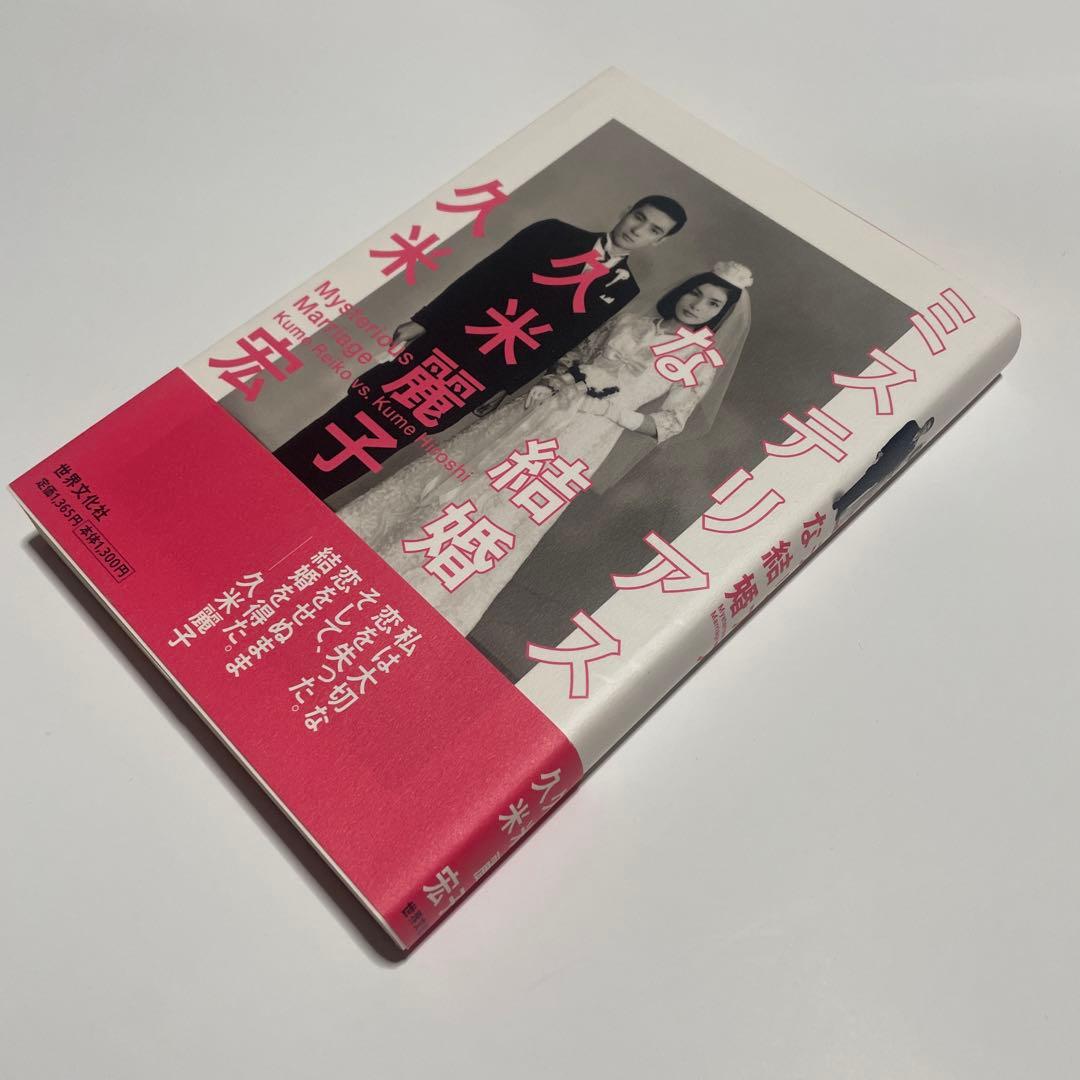 ミステリアス
な結婚
久米麗子
久米 宏
Mysterious
Marriage
Kume Reiko vs. Kume Hiroshi
私は大切な
恋を失った。
そして、
恋をせぬまま
結婚を得た。
久米麗子
世界文化社
定価1,365円 本体1,300円
な結婚
久米
宏
世界文